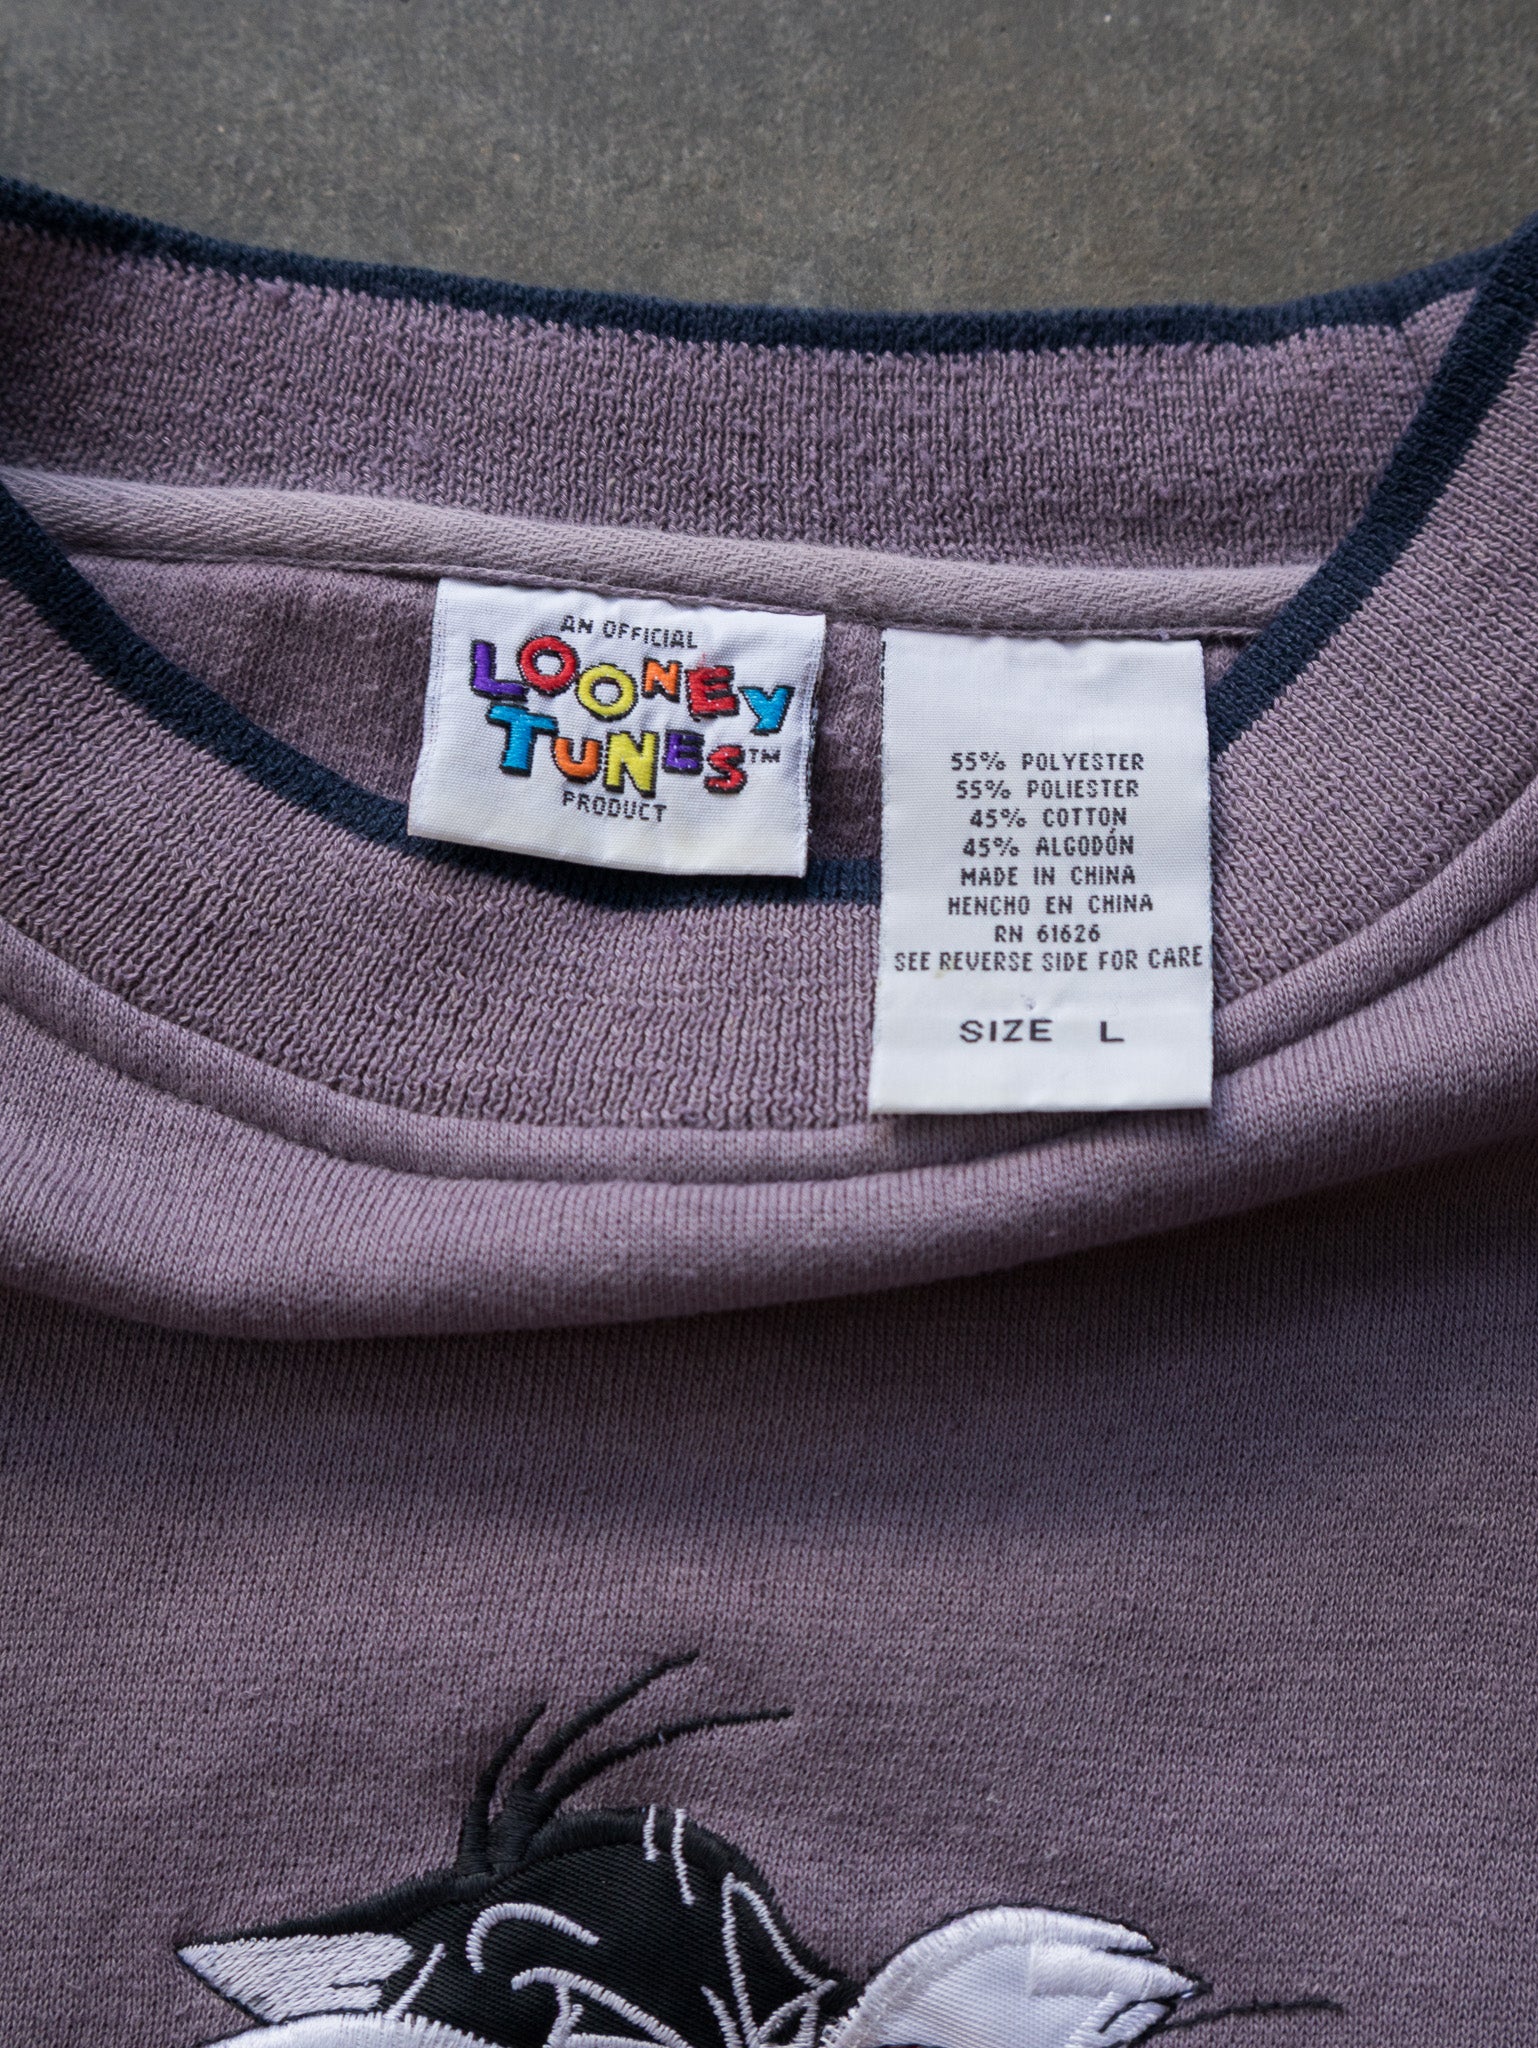 AN OFFICIAL
LOONEY
TUNES™
PRODUCT
55% POLYESTER
55% POLIESTER
45% COTTON
45% ALGODÓN
MADE IN CHINA
HENCHO EN CHINA
RN 61626
SEE REVERSE SIDE FOR CARE
SIZE L